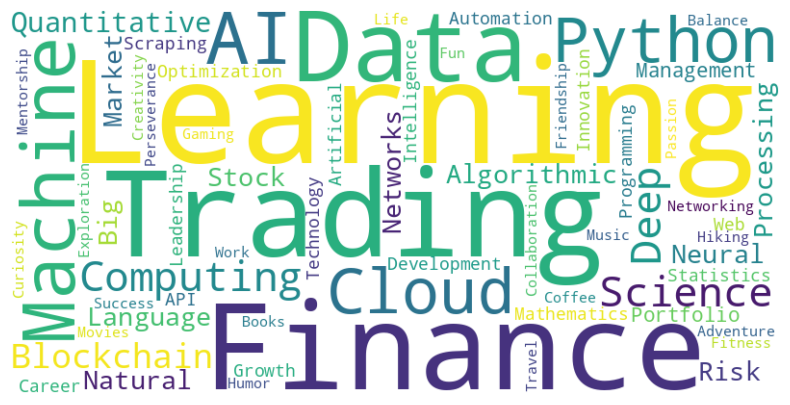 Quantitative
AI
Data
Life
Automation
Python
Balance
Scraping
Fun
Management
Mentorship
Machine
Market
Creativity
Perseverance
Optimization
Learning
Gaming
Artificial
Networks
Intelligence
Friendship
Innovation
Passion
Processing
Trading
Stock
Algorithmic
Programming
Deep
Networking
Exploration
Big
Leadership
Technology
Collaboration
Web
Music
Hiking
Curiosity
Work
Neural
Computing
Development
Cloud
Statistics
Science
Success
API
Coffee
Language
Books
Mathematics
Portfolio
Movies
Finance
Adventure
Fitness
Blockchain
Growth
Travel
Risk
Career
Natural
Humor